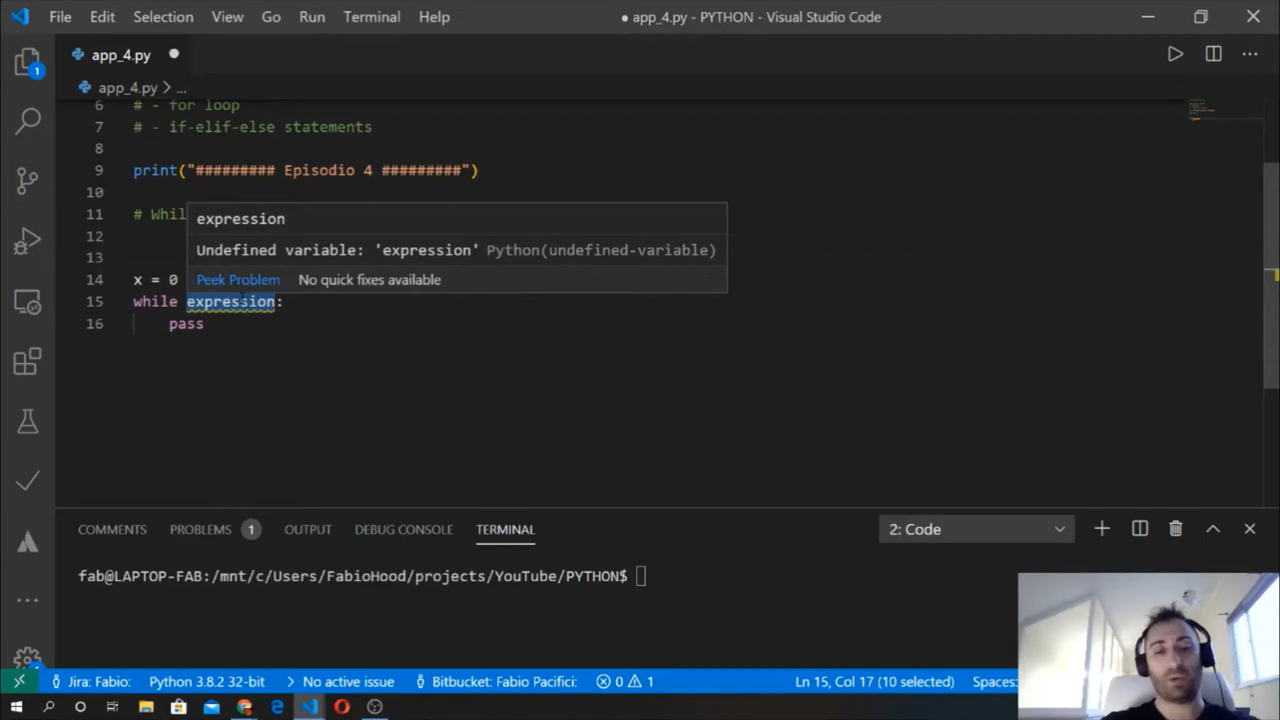 File Edit Selection View Go Run Terminal Help
● app_4.py - PYTHON - Visual Studio Code
app_4.py
app_4.py > ...
1
6 # - for loop
7 # - if-elif-else statements
8
9 print("######### Episodio 4 #########")
10
11 # Whil
expression
12
Undefined variable: 'expression' Python(undefined-variable)
13
14 x = 0
Peek Problem No quick fixes available
15 while expression:
16 pass
COMMENTS PROBLEMS 1 OUTPUT DEBUG CONSOLE TERMINAL 2: Code
fab@LAPTOP-FAB:/mnt/c/Users/FabioHood/projects/YouTube/PYTHON$
Jira: Fabio: Python 3.8.2 32-bit No active issue Bitbucket: Fabio Pacifici: 0 1 Ln 15, Col 17 (10 selected) Spaces: